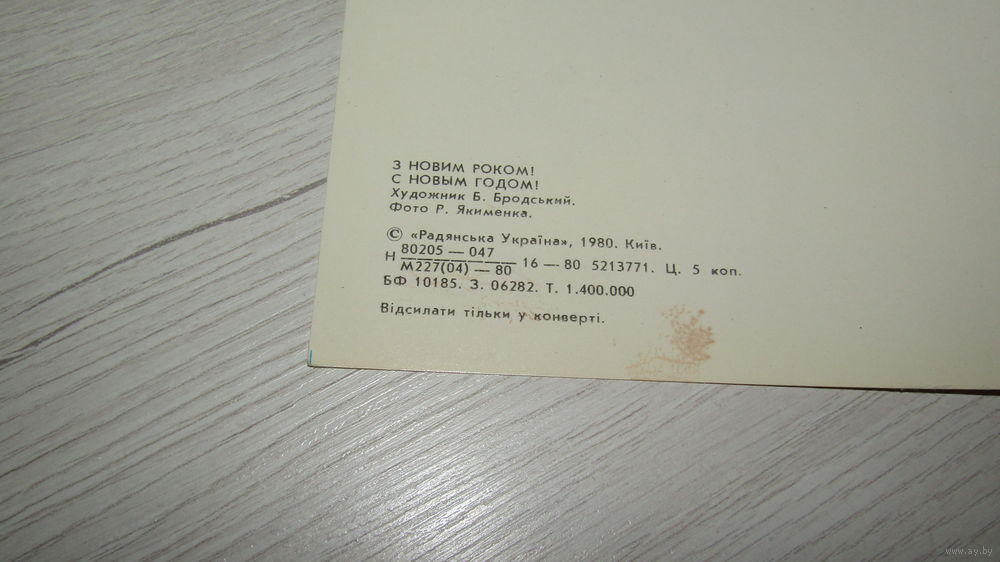 З НОВИМ РОКОМ!
С НОВЫМ ГОДОМ!
Художник Б. Бродський.
Фото Р. Якименка.
© «Радянська Україна», 1980. Київ.
Н 80205 — 047 / М227(04) — 80 16 — 80 5213771. Ц. 5 коп.
БФ 10185. З. 06282. Т. 1.400.000
Відсилати тільки у конверті.
www.ay.by